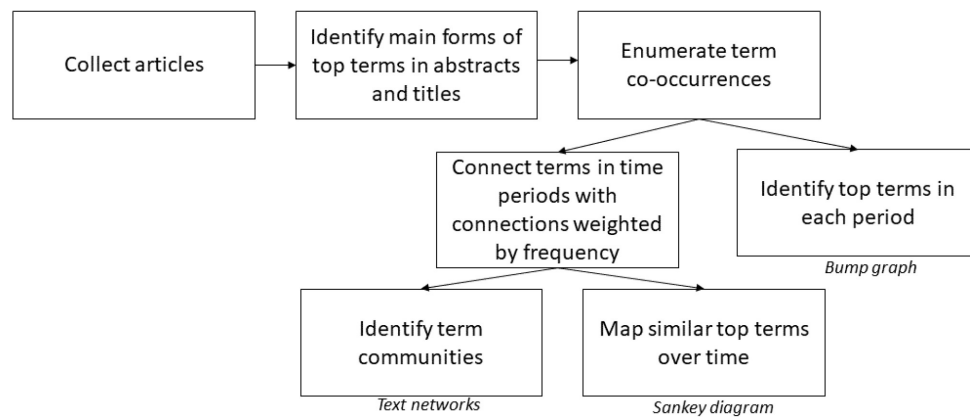 Collect articles
Identify main forms of
top terms in abstracts
and titles
Enumerate term
co-occurrences
Connect terms in time
periods with
connections weighted
by frequency
Identify top terms in
each period
Bump graph
Identify term
communities
Text networks
Map similar top terms
over time
Sankey diagram